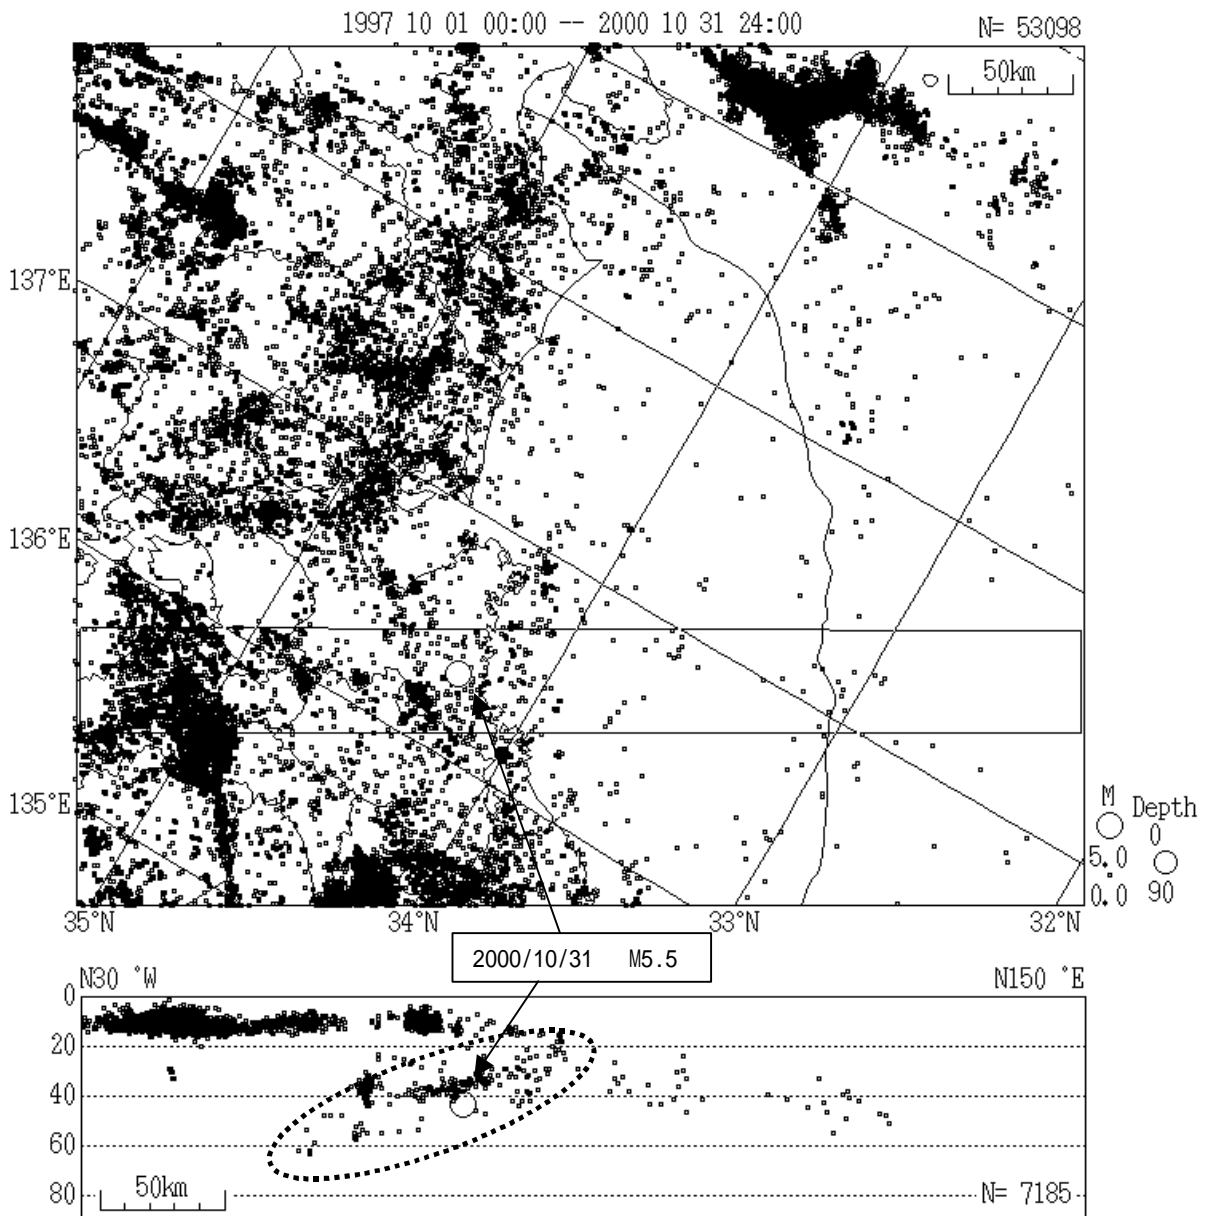 1997 10 01 00:00 -- 2000 10 31 24:00 N= 53098
50km
137°E
136°E
135°E
M Depth
0
5.0
0.0 90
35°N 34°N 33°N 32°N
2000/10/31 M5.5
N30 °W N150 °E
0
20
40
60
80
50km
N= 7185